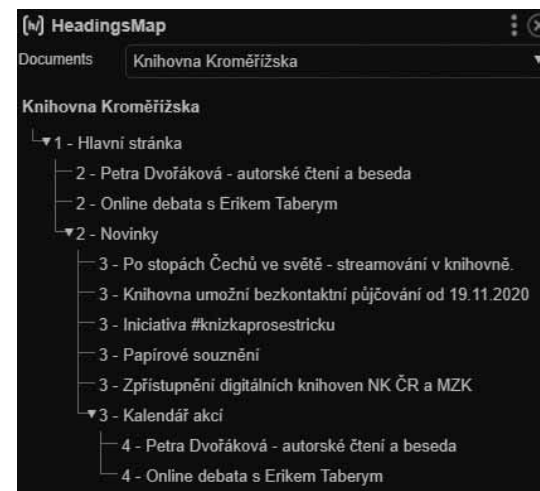 HeadingsMap
Documents Knihovna Kroměřížska
Knihovna Kroměřížska
1 - Hlavní stránka
2 - Petra Dvořáková - autorské čtení a beseda
2 - Online debata s Erikem Taberym
2 - Novinky
3 - Po stopách Čechů ve světě - streamování v knihovně.
3 - Knihovna umožní bezkontaktní půjčování od 19.11.2020
3 - Iniciativa #knizkaprosestricku
3 - Papírové souznění
3 - Zpřístupnění digitálních knihoven NK ČR a MZK
3 - Kalendář akcí
4 - Petra Dvořáková - autorské čtení a beseda
4 - Online debata s Erikem Taberym